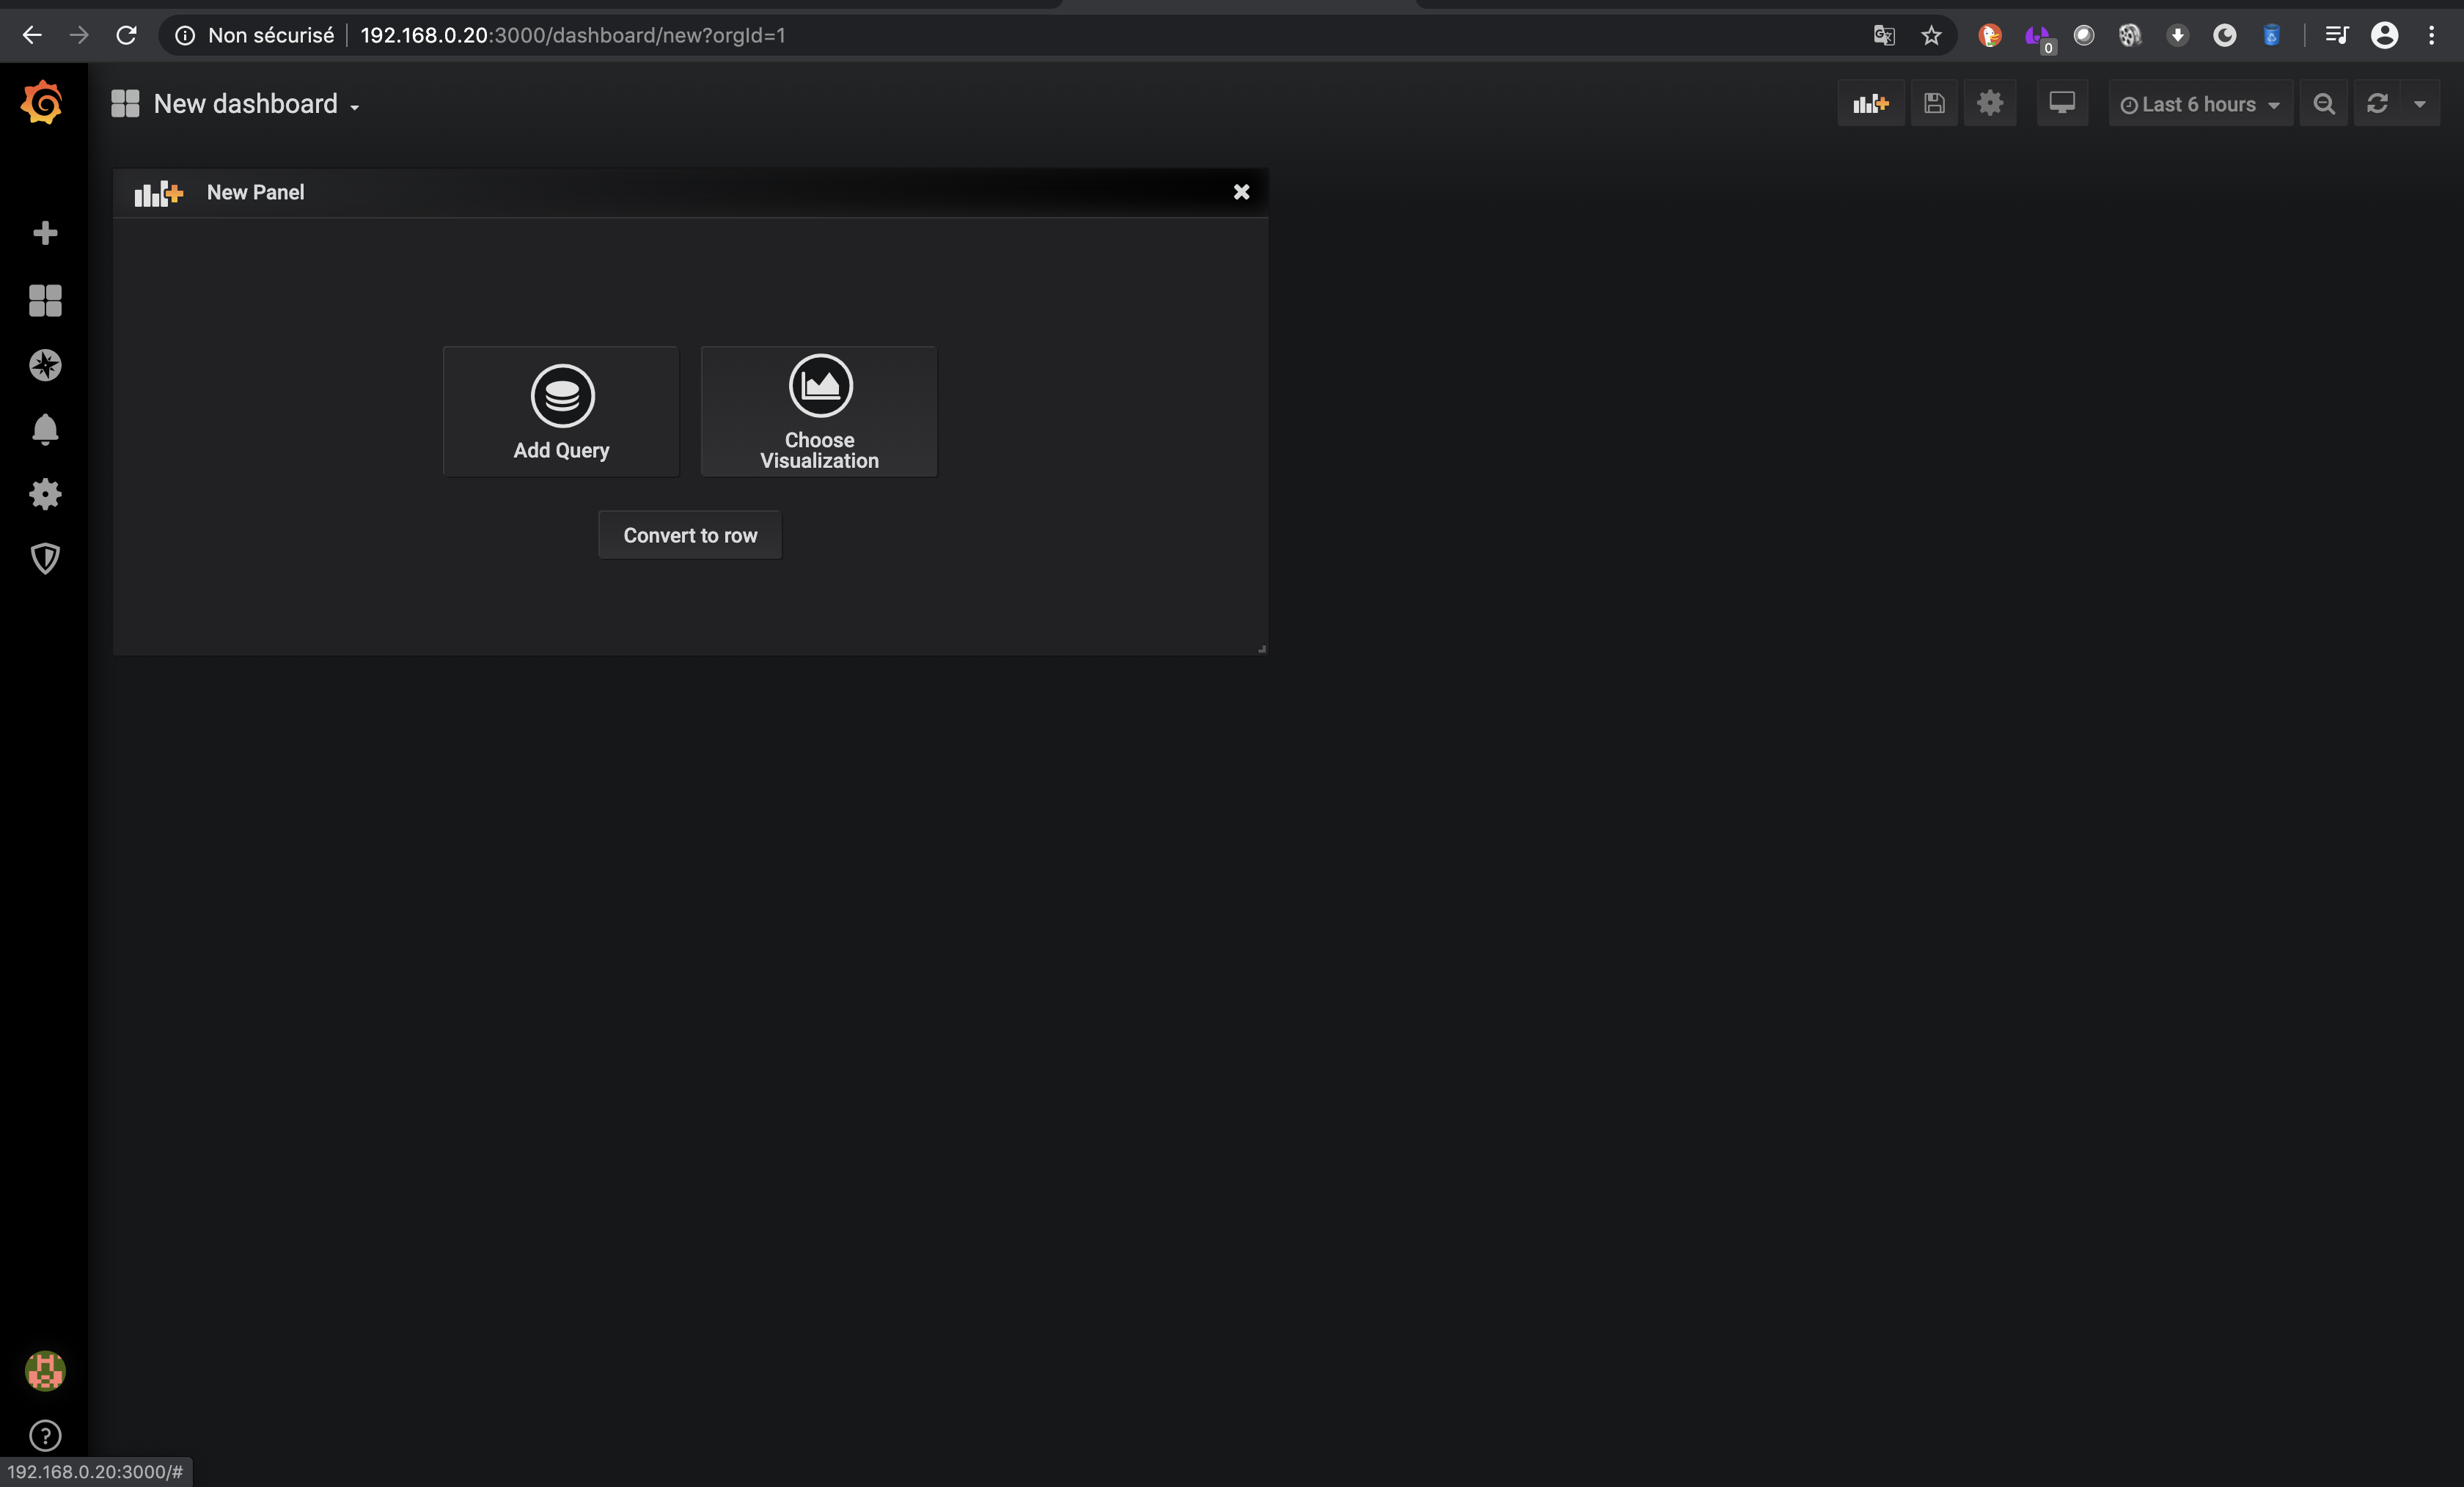 Non sécurisé | 192.168.0.20:3000/dashboard/new?orgId=1
0
New dashboard
Last 6 hours
New Panel
Add Query
Choose
Visualization
Convert to row
?
192.168.0.20:3000/#